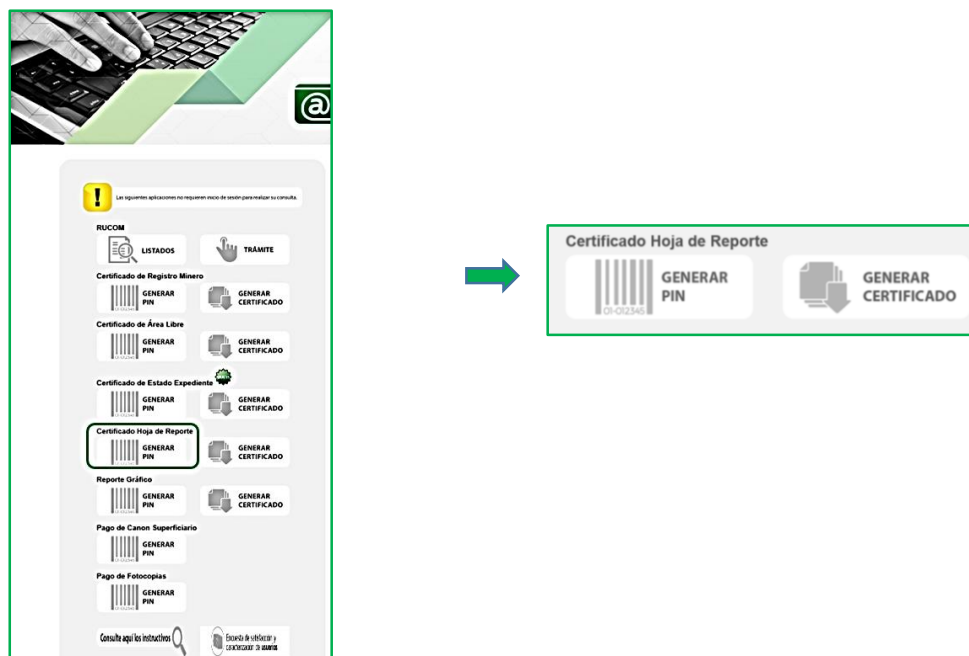 @
Las siguientes aplicaciones no requieren inicio de sesión para realizar su consulta.
RUCOM
LISTADOS
TRÁMITE
Certificado de Registro Minero
GENERAR
PIN
GENERAR
CERTIFICADO
Certificado de Área Libre
GENERAR
PIN
GENERAR
CERTIFICADO
Certificado de Estado Expediente
GENERAR
PIN
GENERAR
CERTIFICADO
Certificado Hoja de Reporte
GENERAR
PIN
GENERAR
CERTIFICADO
Reporte Gráfico
GENERAR
PIN
GENERAR
CERTIFICADO
Pago de Canon Superficiario
GENERAR
PIN
Pago de Fotocopias
GENERAR
PIN
Consulte aquí los instructivos
Encuesta de satisfacción y
caracterización de usuarios
Certificado Hoja de Reporte
01-012345
GENERAR
PIN
GENERAR
CERTIFICADO